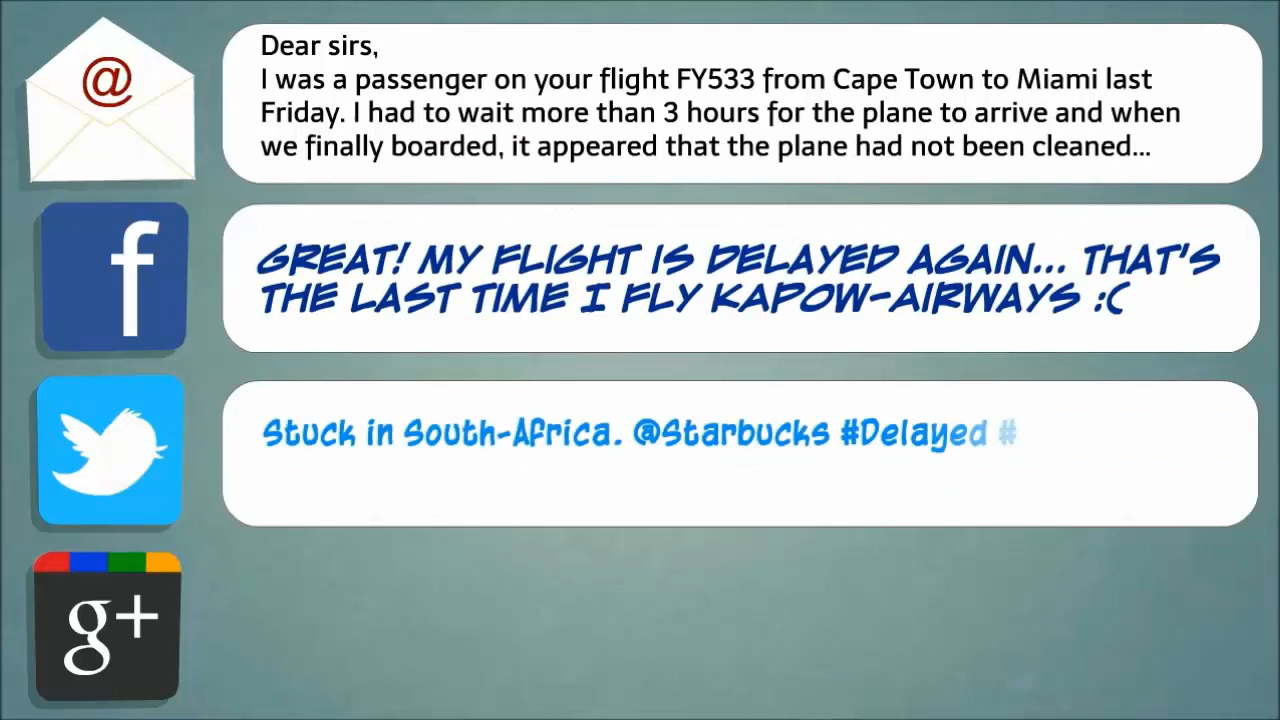 @
Dear sirs,
I was a passenger on your flight FY533 from Cape Town to Miami last
Friday. I had to wait more than 3 hours for the plane to arrive and when
we finally boarded, it appeared that the plane had not been cleaned...
f
GREAT! MY FLIGHT IS DELAYED AGAIN... THAT'S
THE LAST TIME I FLY KAPOW-AIRWAYS :(
Stuck in South-Africa. @Starbucks #Delayed #
g+